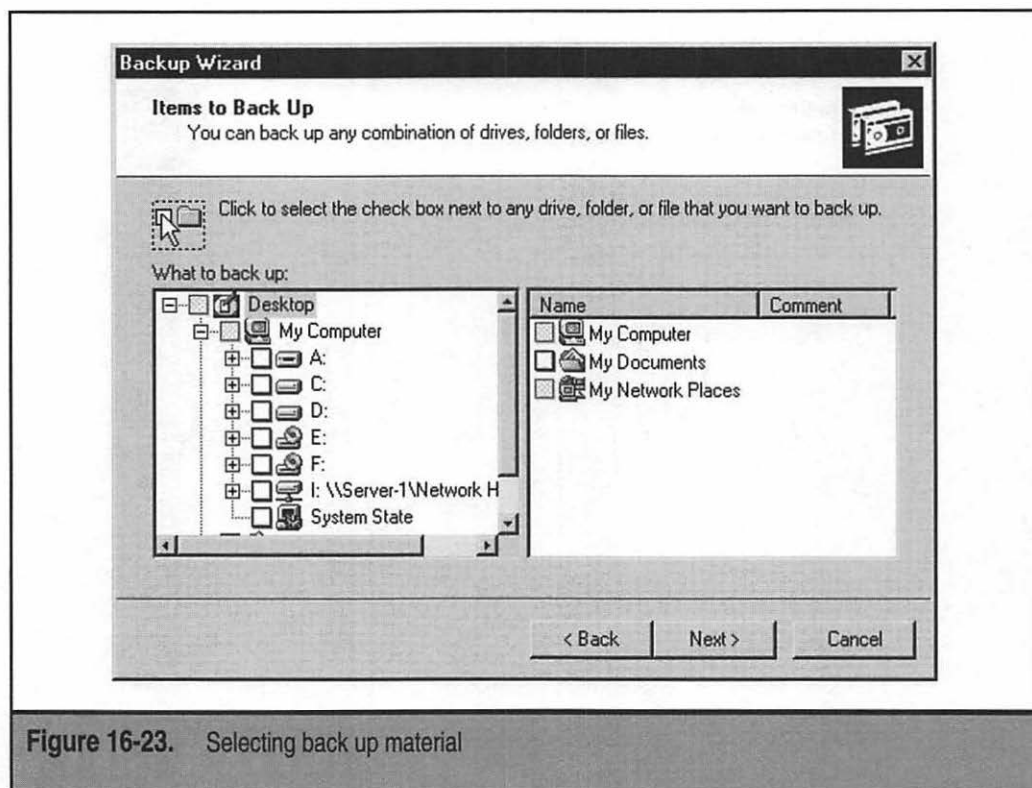 Backup Wizard
Items to Back Up
You can back up any combination of drives, folders, or files.
Click to select the check box next to any drive, folder, or file that you want to back up.
What to back up:
Desktop
My Computer
A:
C:
D:
E:
F:
I: \\Server-1\Network H
System State
Name Comment
My Computer
My Documents
My Network Places
< Back Next > Cancel
Figure 16-23. Selecting back up material